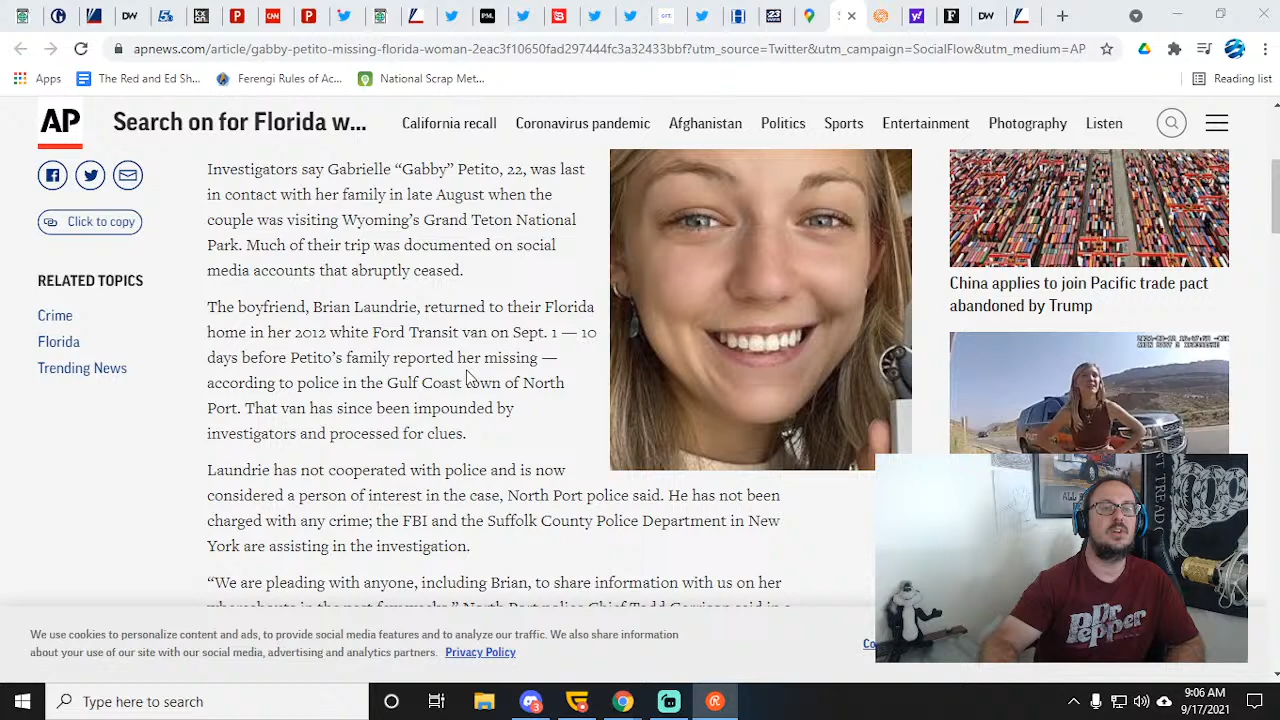 apnews.com/article/gabby-petito-missing-florida-woman-2eac3f10650fad297444fc3a32433bbf?utm_source=Twitter&utm_campaign=SocialFlow&utm_medium=AP
Apps
The Red and Ed Sh...
Ferengi Rules of Ac...
National Scrap Met...
Reading list
AP
Search on for Florida w...
California recall
Coronavirus pandemic
Afghanistan
Politics
Sports
Entertainment
Photography
Listen
Click to copy
RELATED TOPICS
Crime
Florida
Trending News
Investigators say Gabrielle “Gabby” Petito, 22, was last
in contact with her family in late August when the
couple was visiting Wyoming’s Grand Teton National
Park. Much of their trip was documented on social
media accounts that abruptly ceased.
The boyfriend, Brian Laundrie, returned to their Florida
home in her 2012 white Ford Transit van on Sept. 1 — 10
days before Petito’s family reported her missing —
according to police in the Gulf Coast town of North
Port. That van has since been impounded by
investigators and processed for clues.
Laundrie has not cooperated with police and is now
considered a person of interest in the case, North Port police said. He has not been
charged with any crime; the FBI and the Suffolk County Police Department in New
York are assisting in the investigation.
“We are pleading with anyone, including Brian, to share information with us on her
China applies to join Pacific trade pact
abandoned by Trump
T TREAD
Dr
Pepper
We use cookies to personalize content and ads, to provide social media features and to analyze our traffic. We also share information
about your use of our site with our social media, advertising and analytics partners. Privacy Policy
Type here to search
3
9:06 AM
9/17/2021